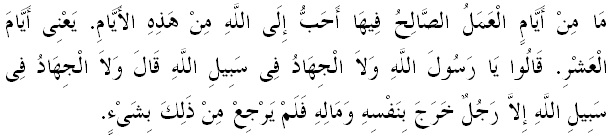 مَا مِنْ أَيَّامٍ الْعَمَلُ الصَّالِحُ فِيهَا أَحَبُّ إِلَى اللَّهِ مِنْ هَذِهِ الأَيَّامِ. يَعْنِى أَيَّامَ
الْعَشْرِ. قَالُوا يَا رَسُولَ اللَّهِ وَلاَ الْجِهَادُ فِى سَبِيلِ اللَّهِ قَالَ وَلاَ الْجِهَادُ فِى
سَبِيلِ اللَّهِ إِلاَّ رَجُلٌ خَرَجَ بِنَفْسِهِ وَمَالِهِ فَلَمْ يَرْجِعْ مِنْ ذَلِكَ بِشَىْءٍ.